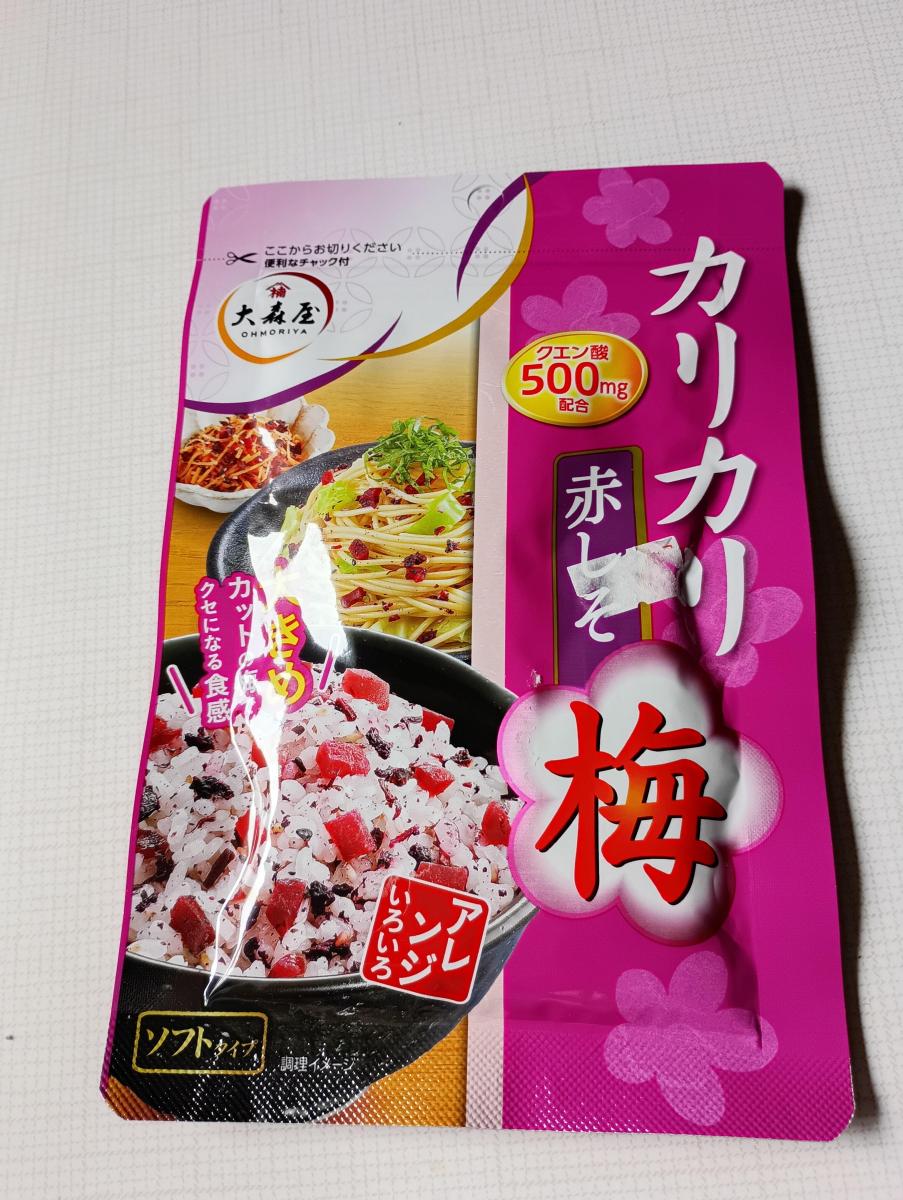 ここからお切りください
便利なチャック付
大森屋
OHMORIYA
クエン酸
500mg
配合
カリカリ
赤しそ
梅
きめ
カット
クセになる食感
アレンジ
いろいろ
ソフトタイプ
調理イメージ